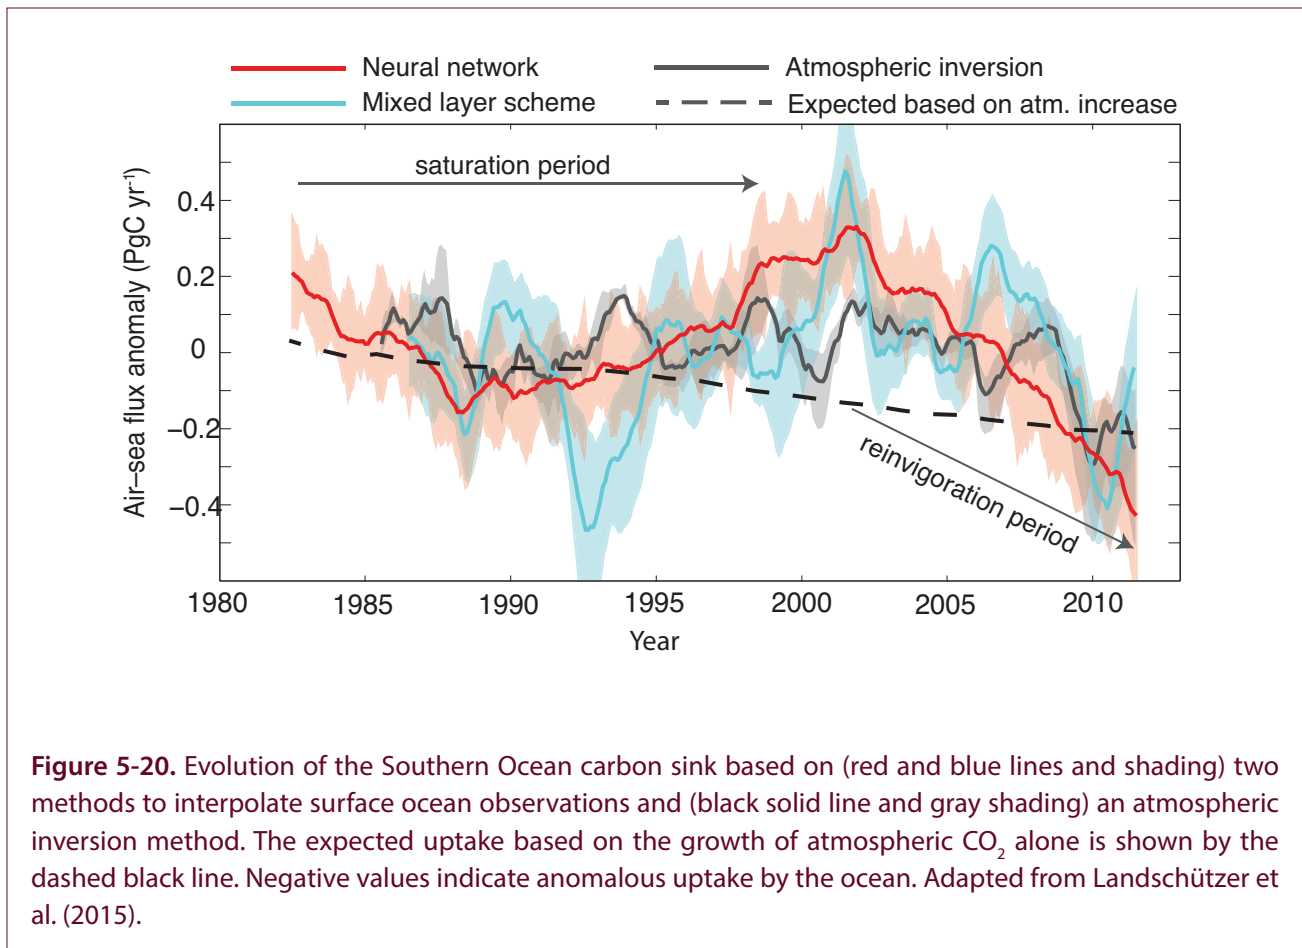 Neural network
Atmospheric inversion
Mixed layer scheme
Expected based on atm. increase
saturation period
reinvigoration period
Air–sea flux anomaly (PgC yr⁻¹)
0.4
0.2
0
−0.2
−0.4
1980 1985 1990 1995 2000 2005 2010
Year
Figure 5-20. Evolution of the Southern Ocean carbon sink based on (red and blue lines and shading) two
methods to interpolate surface ocean observations and (black solid line and gray shading) an atmospheric
inversion method. The expected uptake based on the growth of atmospheric CO₂ alone is shown by the
dashed black line. Negative values indicate anomalous uptake by the ocean. Adapted from Landschützer et
al. (2015).